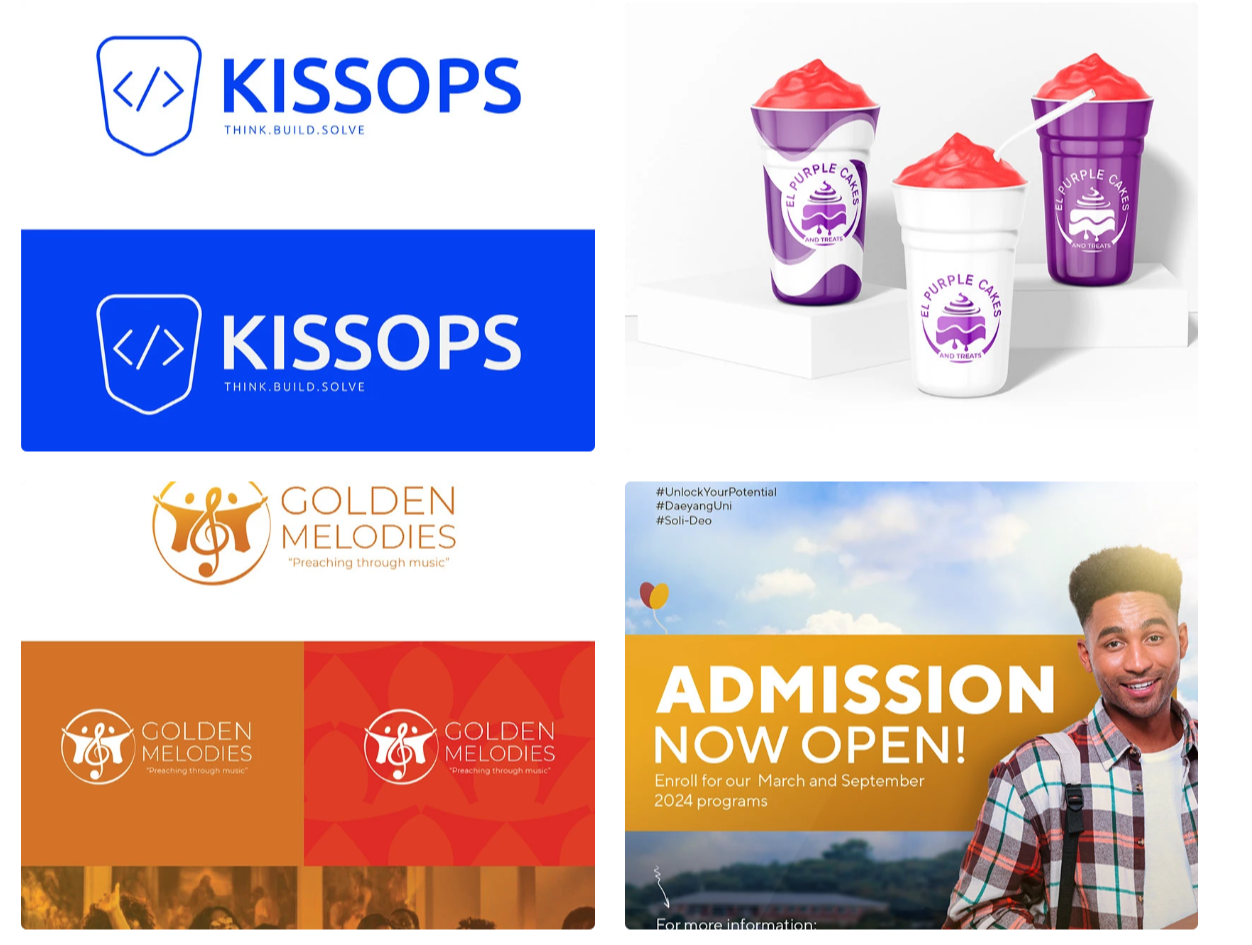 KISSOPS
THINK.BUILD.SOLVE
KISSOPS
THINK.BUILD.SOLVE
EL PURPLE CAKES
AND TREATS
EL PURPLE CAKES
AND TREATS
EL PURPLE CAKES
AND TREATS
GOLDEN
MELODIES
"Preaching through music"
GOLDEN
MELODIES
"Preaching through music"
GOLDEN
MELODIES
"Preaching through music"
#UnlockYourPotential
#DaeyangUni
#Soli-Deo
ADMISSION
NOW OPEN!
Enroll for our March and September
2024 programs
For more information: